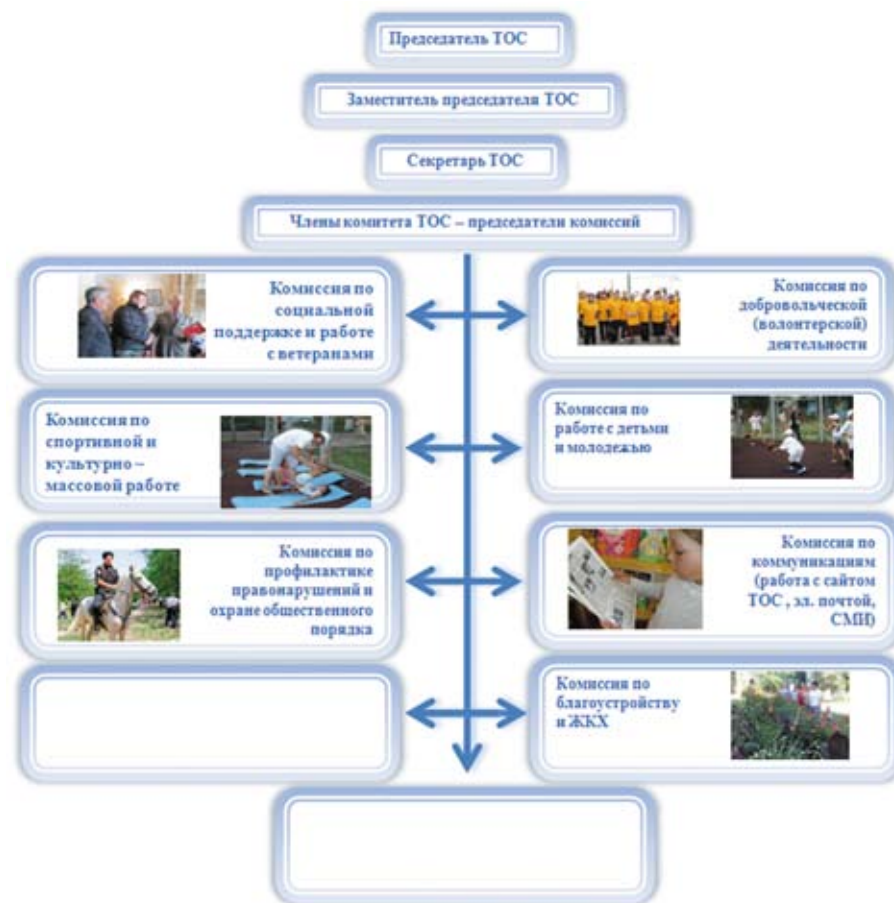 Председатель ТОС
Заместитель председателя ТОС
Секретарь ТОС
Члены комитета ТОС – председатели комиссий
Комиссия по
социальной
поддержке и работе
с ветеранами
Комиссия по
добровольческой
(волонтерской)
деятельности
Комиссия по
спортивной и
культурно –
массовой работе
Комиссия по
работе с детьми
и молодежью
Комиссия по
профилактике
правонарушений и
охране общественного
порядка
Комиссия по
коммуникациям
(работа с сайтом
ТОС , эл. почтой,
СМИ)
Комиссия по
благоустройству
и ЖКХ